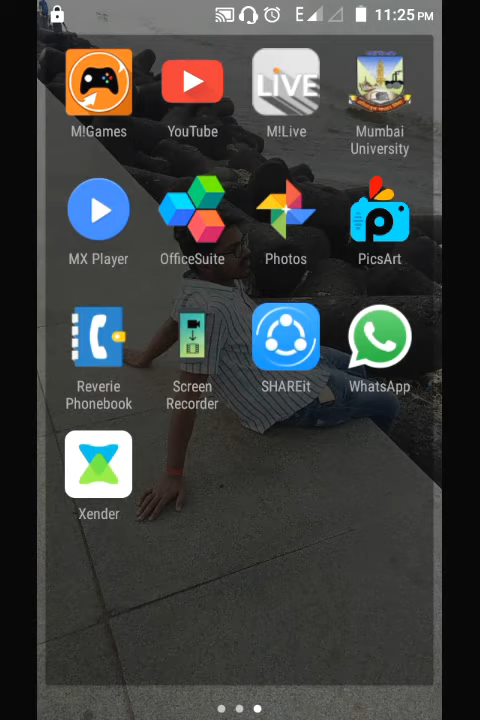 E 11:25 PM
LIVE
M!Games YouTube M!Live Mumbai
University
MX Player OfficeSuite Photos PicsArt
Reverie Screen SHAREit WhatsApp
Phonebook Recorder
Xender